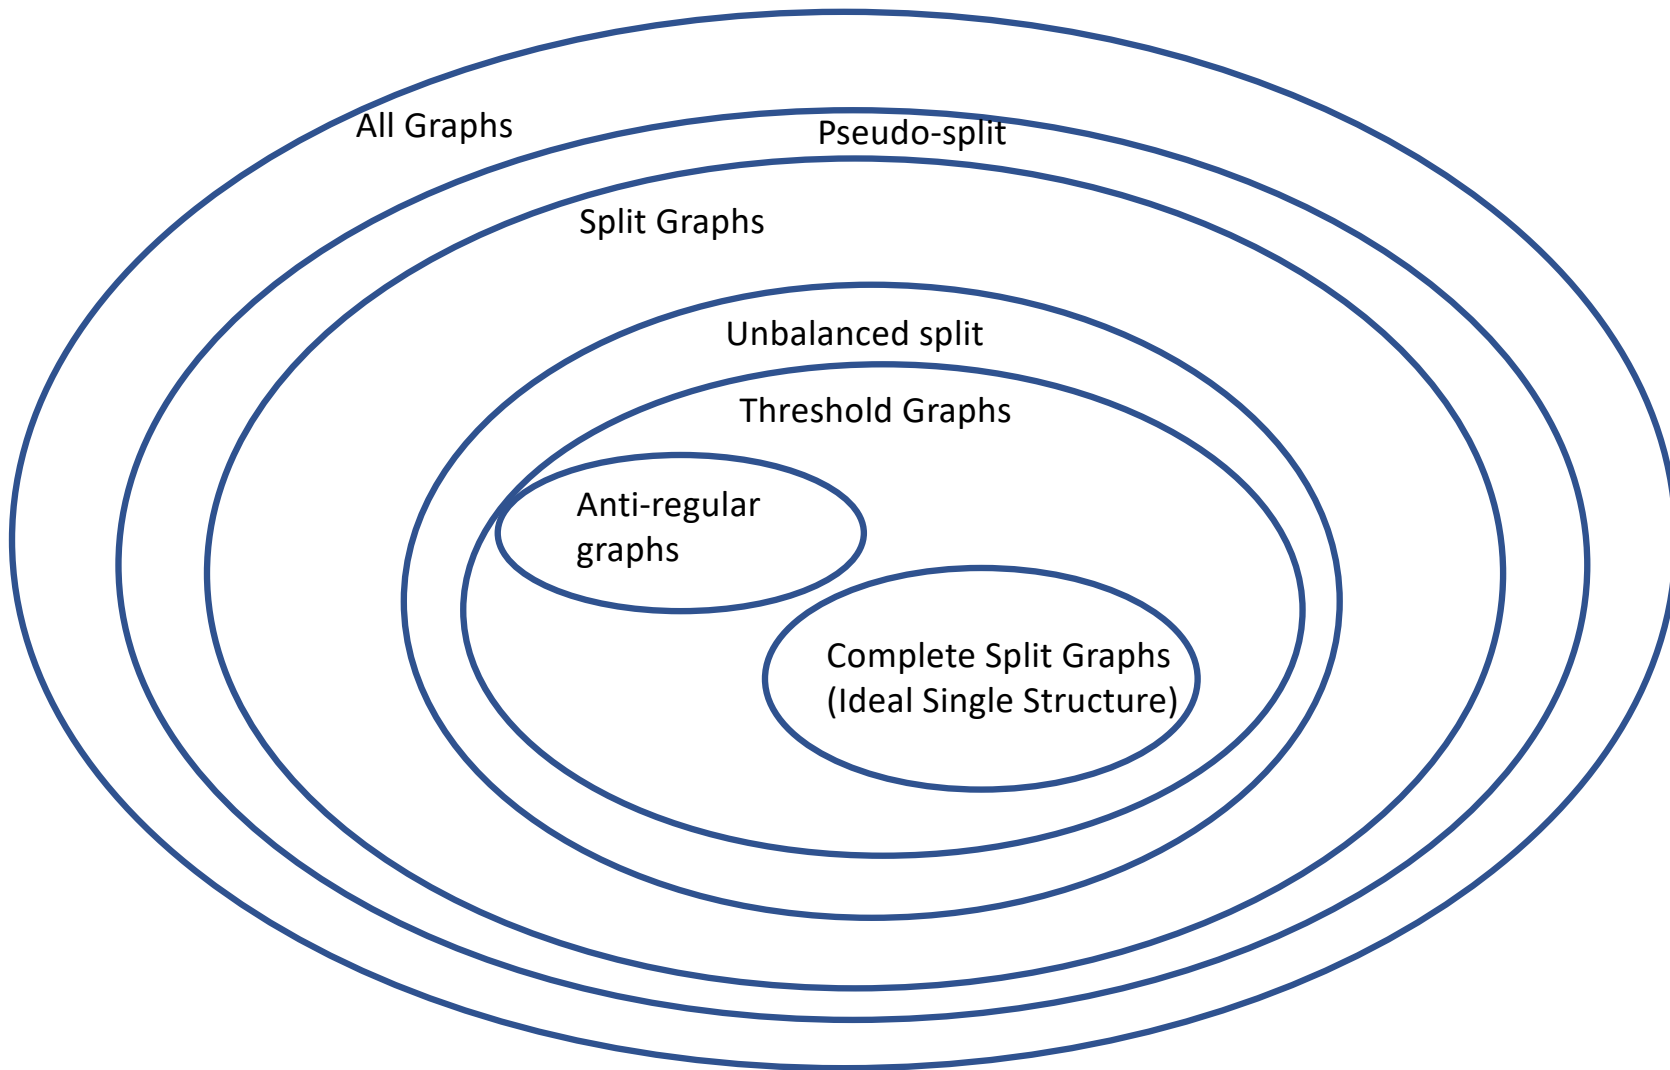 All Graphs
Pseudo-split
Split Graphs
Unbalanced split
Threshold Graphs
Anti-regular
graphs
Complete Split Graphs
(Ideal Single Structure)